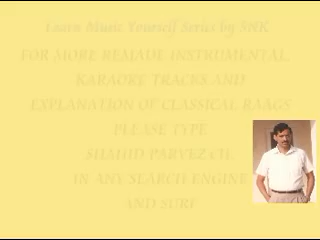 Learn Music Yourself Series by SNK
FOR MORE REMADE INSTRUMENTAL,
KARAOKE TRACKS AND
EXPLANATION OF CLASSICAL RAAGS
PLEASE TYPE
SHAHID PARVEZ
IN ANY SEARCH ENGINE
AND SURF